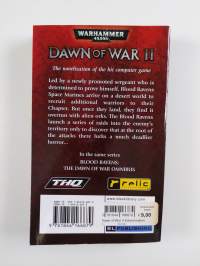 WARHAMMER
40,000
DAWN OF WAR II
The novelisation of the hit computer game
Led by a newly promoted sergeant who is
determined to prove himself, Blood Ravens
Space Marines arrive on a desert world to
recruit additional warriors to their
Chapter. But once they land, they find it
overrun with alien orks. The Blood Ravens
launch a series of raids into the enemy's
territory only to discover that at the root of
the attacks there lurks a much deadlier
horror...
In the same series
BLOOD RAVENS:
THE DAWN OF WAR OMNIBUS
THQ
relic
5,00
BL PUBLISHING